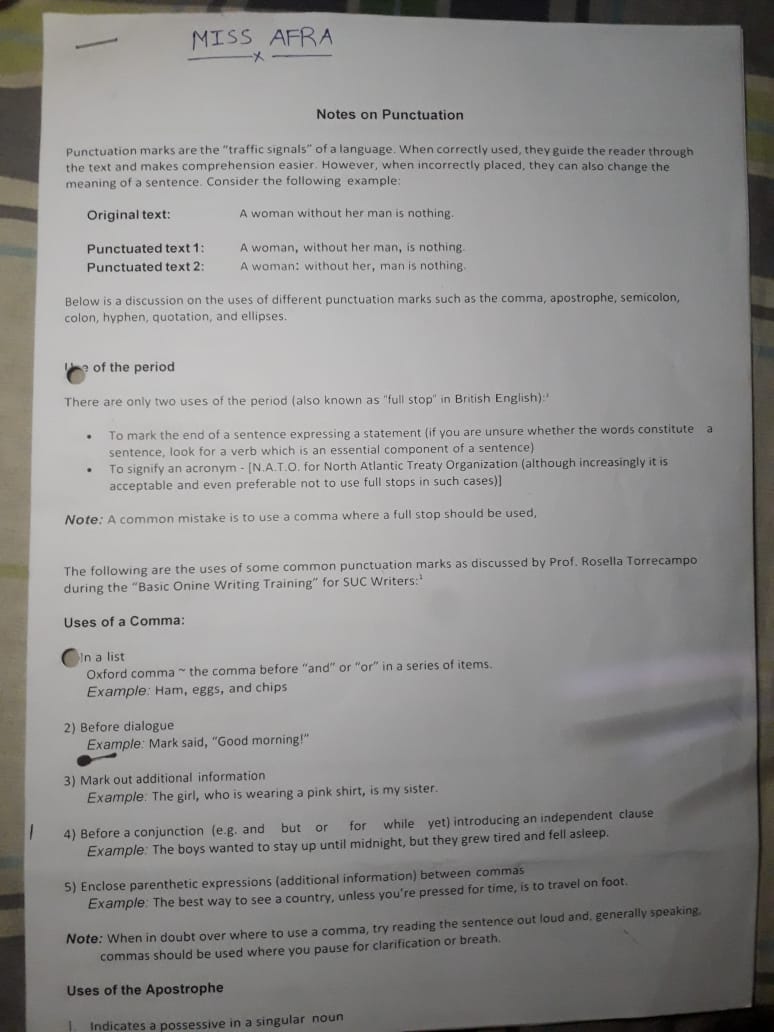 MISS AFRA
x
Notes on Punctuation
Punctuation marks are the "traffic signals" of a language. When correctly used, they guide the reader through
the text and makes comprehension easier. However, when incorrectly placed, they can also change the
meaning of a sentence. Consider the following example:
Original text: A woman without her man is nothing.
Punctuated text 1: A woman, without her man, is nothing.
Punctuated text 2: A woman: without her, man is nothing.
Below is a discussion on the uses of different punctuation marks such as the comma, apostrophe, semicolon,
colon, hyphen, quotation, and ellipses.
of the period
There are only two uses of the period (also known as "full stop" in British English):¹
• To mark the end of a sentence expressing a statement (if you are unsure whether the words constitute a
sentence, look for a verb which is an essential component of a sentence)
• To signify an acronym - [N.A.T.O. for North Atlantic Treaty Organization (although increasingly it is
acceptable and even preferable not to use full stops in such cases)]
Note: A common mistake is to use a comma where a full stop should be used,
The following are the uses of some common punctuation marks as discussed by Prof. Rosella Torrecampo
during the "Basic Onine Writing Training" for SUC Writers:¹
Uses of a Comma:
In a list
Oxford comma ~ the comma before "and" or "or" in a series of items.
Example: Ham, eggs, and chips
2) Before dialogue
Example: Mark said, "Good morning!"
3) Mark out additional information
Example: The girl, who is wearing a pink shirt, is my sister.
4) Before a conjunction (e.g. and but or for while yet) introducing an independent clause
Example: The boys wanted to stay up until midnight, but they grew tired and fell asleep.
5) Enclose parenthetic expressions (additional information) between commas
Example: The best way to see a country, unless you're pressed for time, is to travel on foot.
Note: When in doubt over where to use a comma, try reading the sentence out loud and, generally speaking,
commas should be used where you pause for clarification or breath.
Uses of the Apostrophe
1. Indicates a possessive in a singular noun